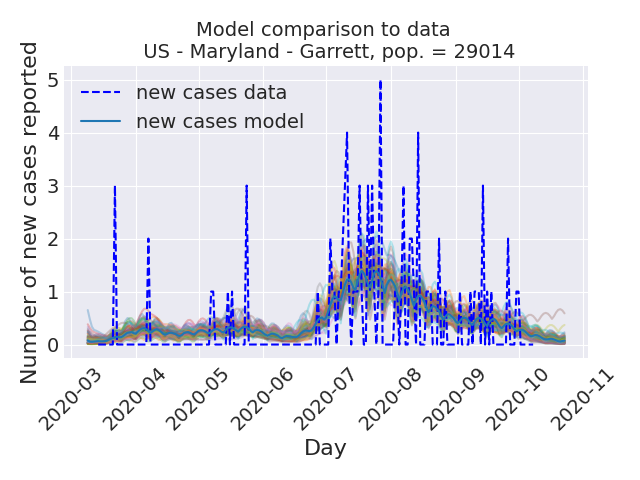 Model comparison to data
US - Maryland - Garrett, pop. = 29014
Number of new cases reported
5
4
3
2
1
0
new cases data
new cases model
2020-03
2020-04
2020-05
2020-06
2020-07
2020-08
2020-09
2020-10
2020-11
Day